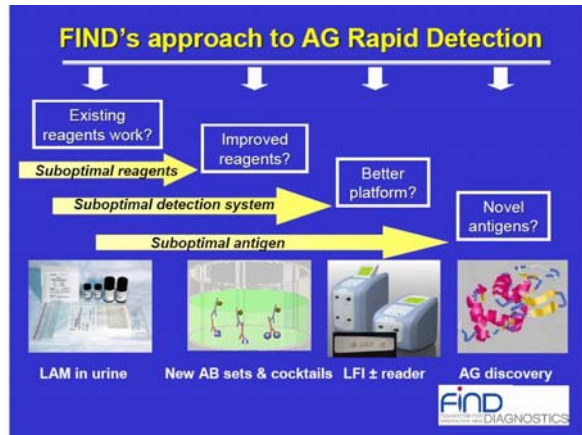 FIND's approach to AG Rapid Detection
Existing
reagents work?
Improved
reagents?
Better
platform?
Novel
antigens?
Suboptimal reagents
Suboptimal detection system
Suboptimal antigen
LAM in urine
New AB sets & cocktails
LFI ± reader
AG discovery
FIND
DIAGNOSTICS